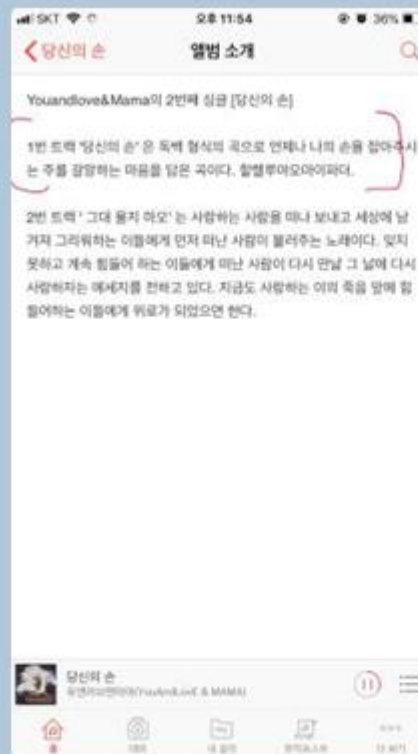 SKT
오후 11:54
36%
당신의 손
앨범 소개
Youandlove&Mama의 2번째 싱글 [당신의 손]
1번 트랙 '당신의 손' 은 독백 형식의 곡으로 언제나 나의 손을 잡아주시
는 주를 갈망하는 마음을 담은 곡이다. 할렐루야오마이파더.
2번 트랙 ' 그대 울지 마오' 는 사랑하는 사람을 떠나 보내고 세상에 남
겨져 그리워하는 이들에게 먼저 떠난 사람이 불러주는 노래이다. 잊지
못하고 계속 힘들어 하는 이들에게 떠난 사람이 다시 만날 그 날에 다시
사랑하자는 메세지를 전하고 있다. 지금도 사랑하는 이의 죽음 앞에 힘
들어하는 이들에게 위로가 되었으면 한다.
당신의 손
(YouAndLovE & MAMA)
홈